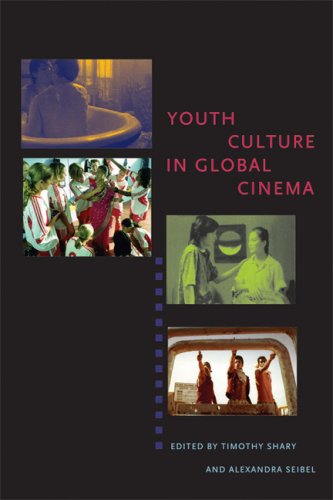 YOUTH
CULTURE
IN GLOBAL
CINEMA
EDITED BY TIMOTHY SHARY
AND ALEXANDRA SEIBEL